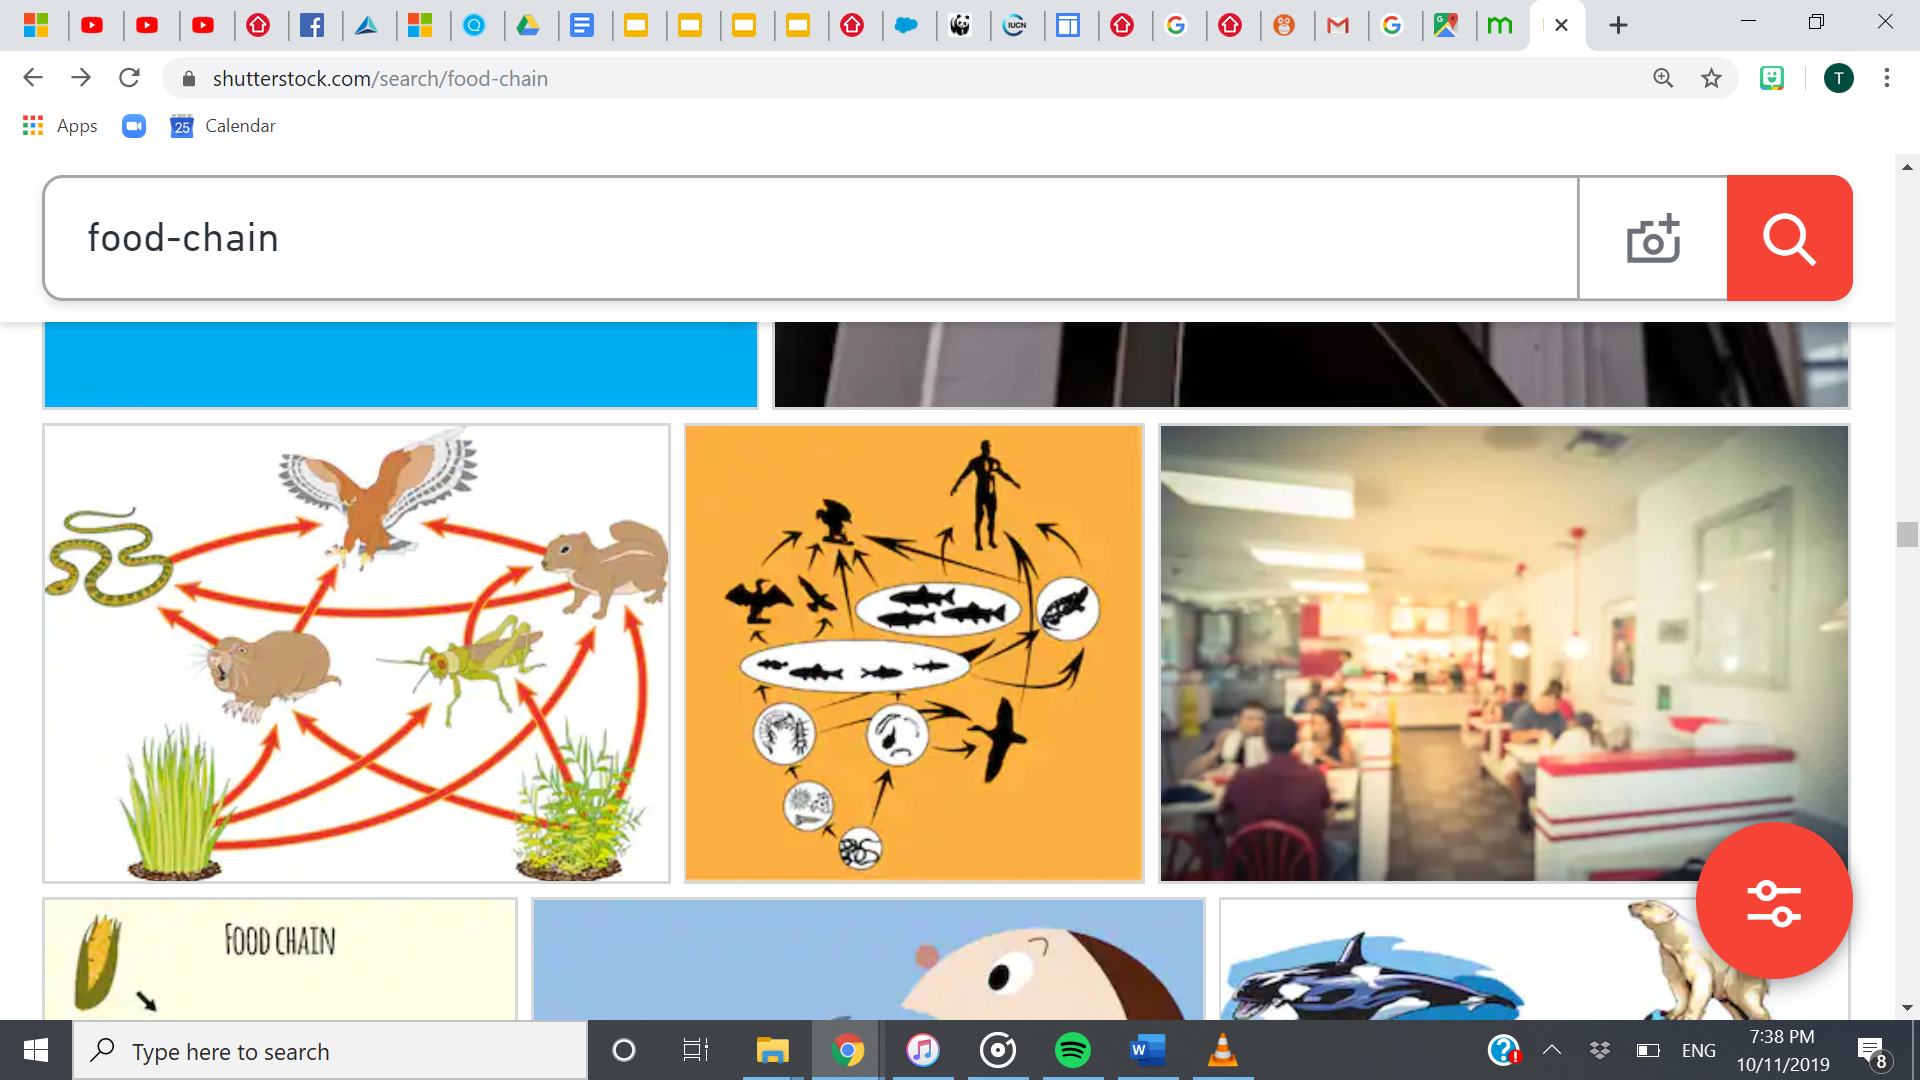 shutterstock.com/search/food-chain
T
Apps
25
Calendar
food-chain
FOOD CHAIN
Type here to search
W
ENG
7:38 PM
10/11/2019
8